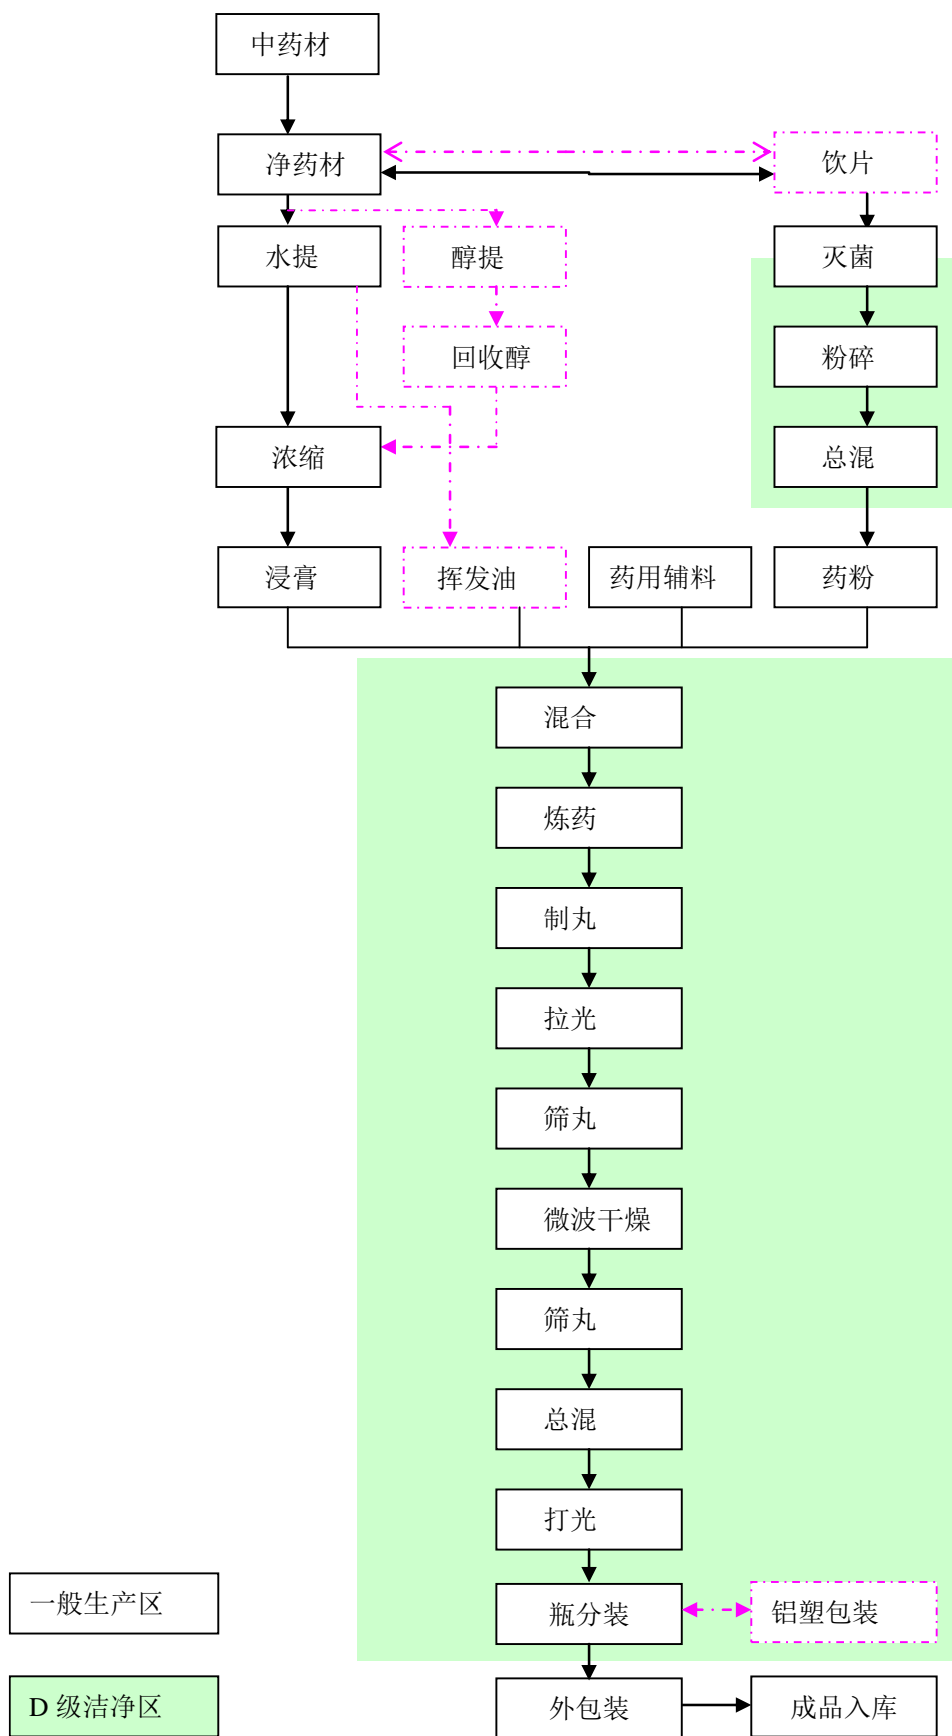 中药材
净药材
饮片
水提
醇提
灭菌
回收醇
粉碎
浓缩
总混
浸膏
挥发油
药用辅料
药粉
混合
炼药
制丸
拉光
筛丸
微波干燥
筛丸
总混
打光
一般生产区
瓶分装
铝塑包装
D 级洁净区
外包装
成品入库